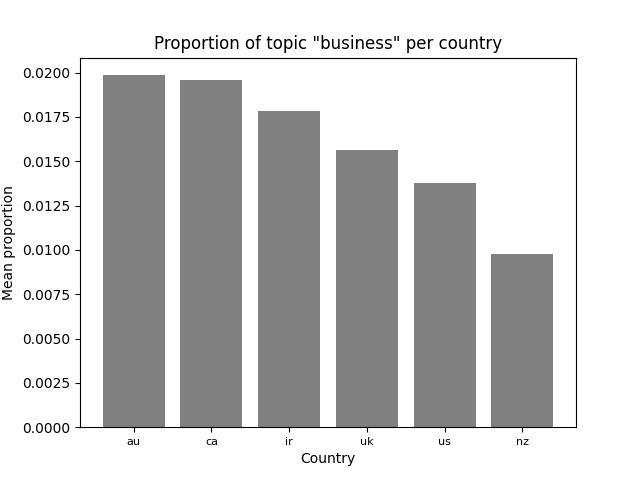 Proportion of topic "business" per country
0.0200
0.0175
0.0150
0.0125
0.0100
0.0075
0.0050
0.0025
0.0000
Mean proportion
au ca ir uk us nz
Country